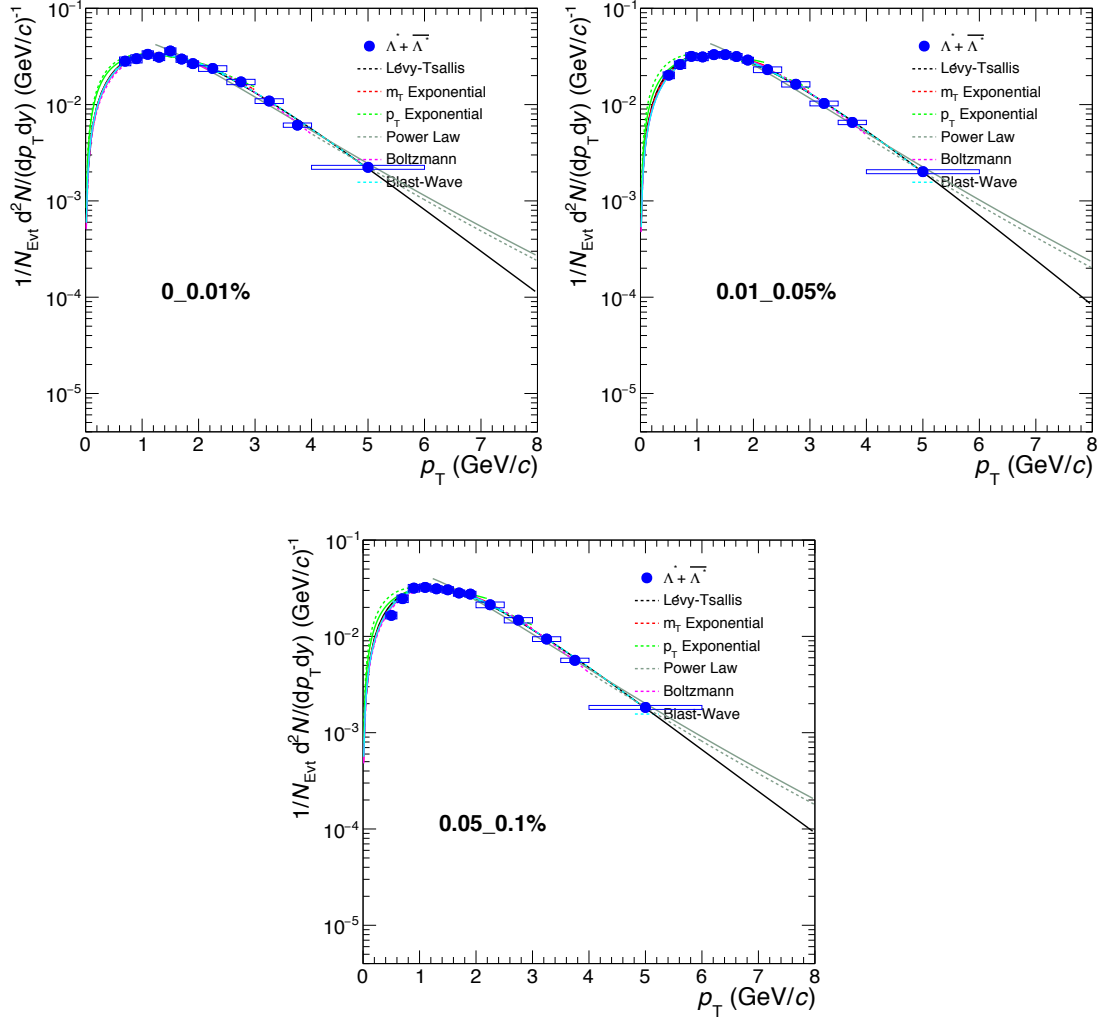 1/N_Evt d²N/(dp_T dy) (GeV/c)⁻¹
10⁻¹
10⁻²
10⁻³
10⁻⁴
10⁻⁵
Λ* + Λ̅*
Lévy-Tsallis
m_T Exponential
p_T Exponential
Power Law
Boltzmann
Blast-Wave
0_0.01%
0 1 2 3 4 5 6 7 8
p_T (GeV/c)
1/N_Evt d²N/(dp_T dy) (GeV/c)⁻¹
10⁻¹
10⁻²
10⁻³
10⁻⁴
10⁻⁵
Λ* + Λ̅*
Lévy-Tsallis
m_T Exponential
p_T Exponential
Power Law
Boltzmann
Blast-Wave
0.01_0.05%
0 1 2 3 4 5 6 7 8
p_T (GeV/c)
1/N_Evt d²N/(dp_T dy) (GeV/c)⁻¹
10⁻¹
10⁻²
10⁻³
10⁻⁴
10⁻⁵
Λ* + Λ̅*
Lévy-Tsallis
m_T Exponential
p_T Exponential
Power Law
Boltzmann
Blast-Wave
0.05_0.1%
0 1 2 3 4 5 6 7 8
p_T (GeV/c)